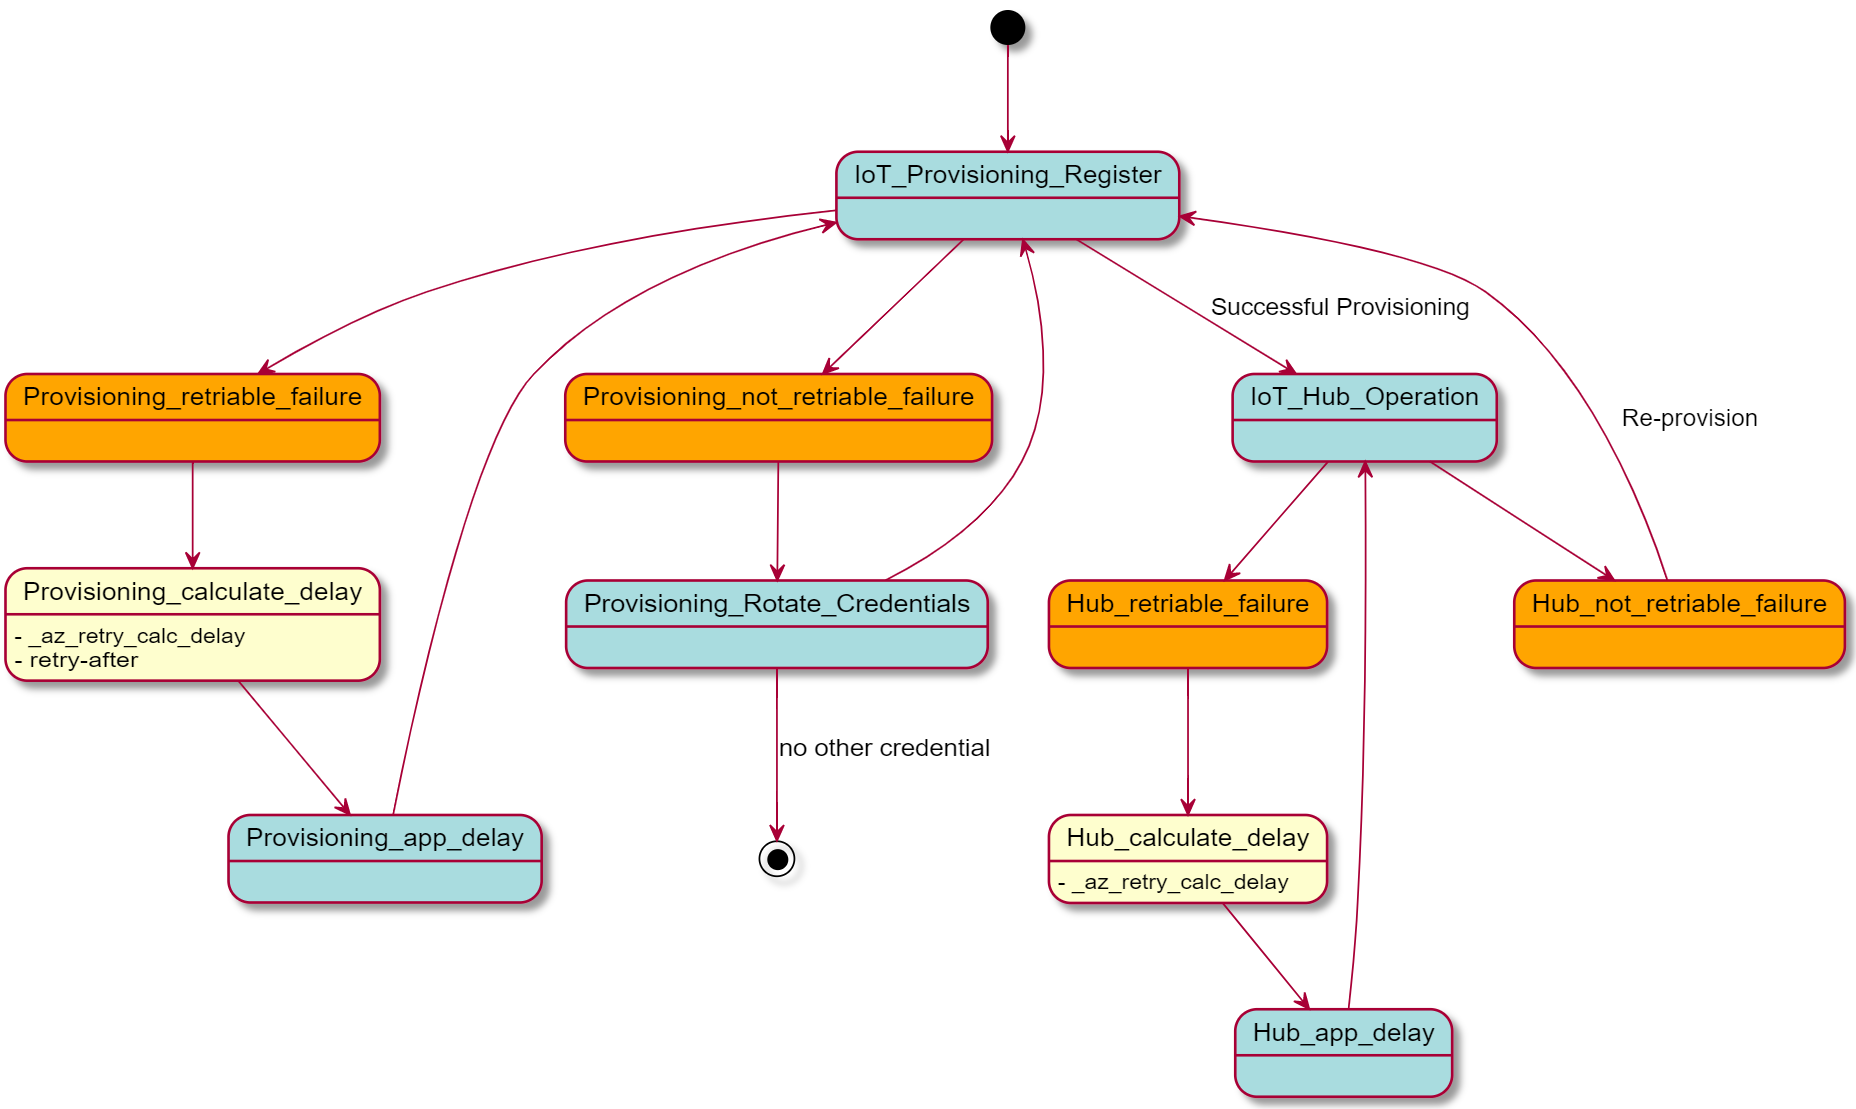 IoT_Provisioning_Register
Successful Provisioning
Provisioning_retriable_failure
Provisioning_not_retriable_failure
IoT_Hub_Operation
Re-provision
Provisioning_calculate_delay
- _az_retry_calc_delay
- retry-after
Provisioning_Rotate_Credentials
Hub_retriable_failure
Hub_not_retriable_failure
no other credential
Provisioning_app_delay
Hub_calculate_delay
- _az_retry_calc_delay
Hub_app_delay